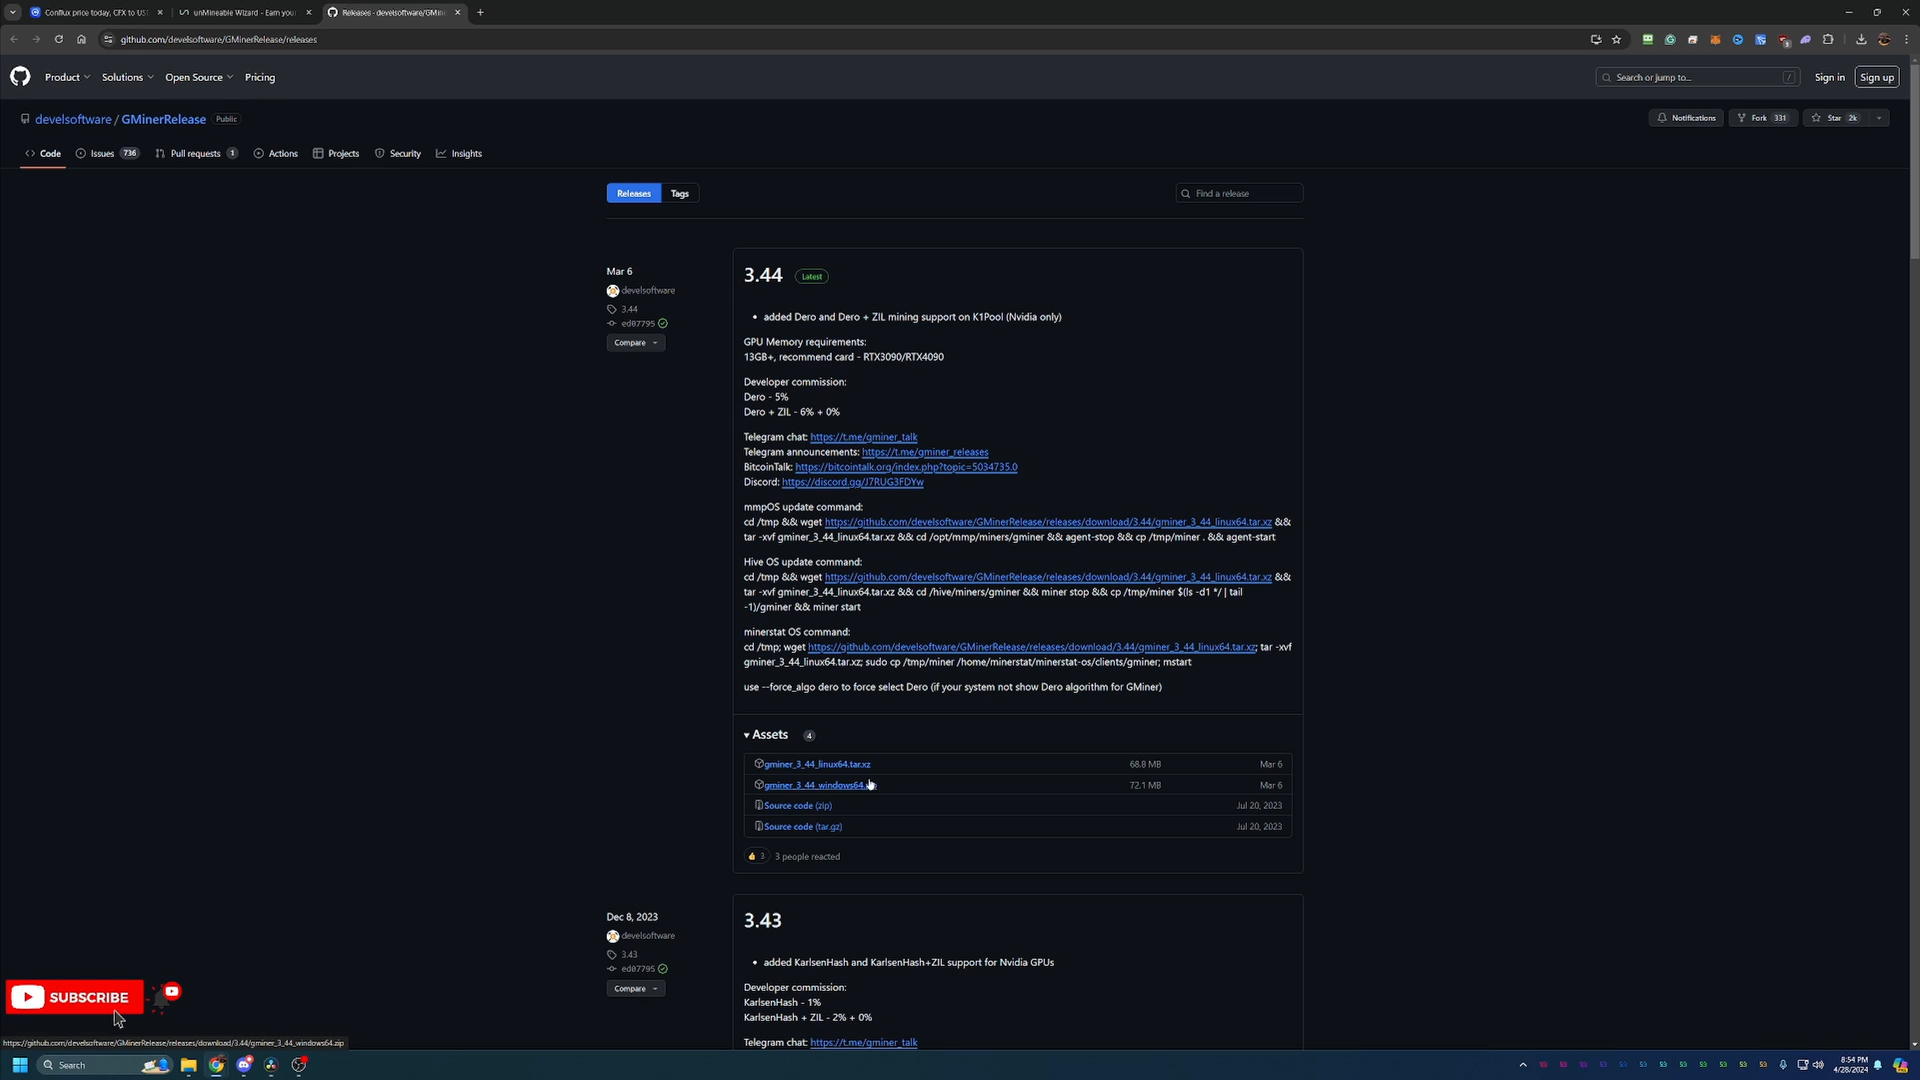 Conflux price today, CFX to US
unMineable Wizard - Earn you
Releases · develsoftware/GMin
github.com/develsoftware/GMinerRelease/releases
Product
Solutions
Open Source
Pricing
Search or jump to...
/
Sign in
Sign up
develsoftware / GMinerRelease
Public
Notifications
Fork 331
Star 2k
Code
Issues 736
Pull requests 1
Actions
Projects
Security
Insights
Releases
Tags
Find a release
Mar 6
develsoftware
3.44
ed07795
Compare
3.44 Latest
• added Dero and Dero + ZIL mining support on K1Pool (Nvidia only)
GPU Memory requirements:
13GB+, recommend card - RTX3090/RTX4090
Developer commission:
Dero - 5%
Dero + ZIL - 6% + 0%
Telegram chat: https://t.me/gminer_talk
Telegram announcements: https://t.me/gminer_releases
BitcoinTalk: https://bitcointalk.org/index.php?topic=5034735.0
Discord: https://discord.gg/J7RUG3FDYw
mmpOS update command:
cd /tmp && wget https://github.com/develsoftware/GMinerRelease/releases/download/3.44/gminer_3_44_linux64.tar.xz &&
tar -xvf gminer_3_44_linux64.tar.xz && cd /opt/mmp/miners/gminer && agent-stop && cp /tmp/miner . && agent-start
Hive OS update command:
cd /tmp && wget https://github.com/develsoftware/GMinerRelease/releases/download/3.44/gminer_3_44_linux64.tar.xz &&
tar -xvf gminer_3_44_linux64.tar.xz && cd /hive/miners/gminer && miner stop && cp /tmp/miner $(ls -d1 */ | tail
-1)/gminer && miner start
minerstat OS command:
cd /tmp; wget https://github.com/develsoftware/GMinerRelease/releases/download/3.44/gminer_3_44_linux64.tar.xz; tar -xvf
gminer_3_44_linux64.tar.xz; sudo cp /tmp/miner /home/minerstat/minerstat-os/clients/gminer; mstart
use --force_algo dero to force select Dero (if your system not show Dero algorithm for GMiner)
Assets 4
gminer_3_44_linux64.tar.xz 68.8 MB Mar 6
gminer_3_44_windows64. 72.1 MB Mar 6
Source code (zip) Jul 20, 2023
Source code (tar.gz) Jul 20, 2023
3
3 people reacted
Dec 8, 2023
develsoftware
3.43
ed07795
Compare
3.43
• added KarlsenHash and KarlsenHash+ZIL support for Nvidia GPUs
Developer commission:
KarlsenHash - 1%
KarlsenHash + ZIL - 2% + 0%
Telegram chat: https://t.me/gminer_talk
SUBSCRIBE
https://github.com/develsoftware/GMinerRelease/releases/download/3.44/gminer_3_44_windows64.zip
Search
8:54 PM
4/28/2024